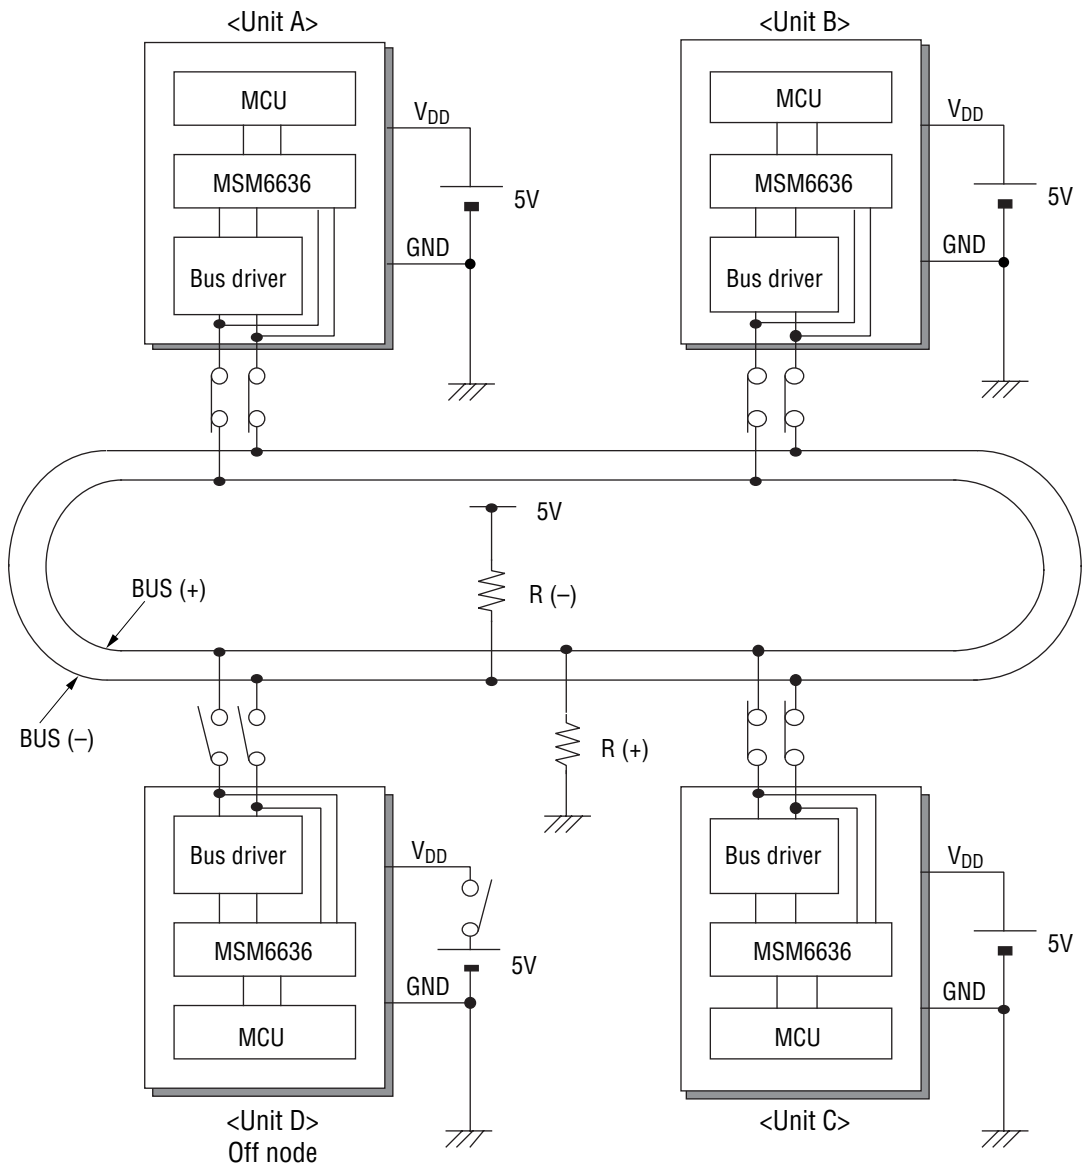 <Unit A>
MCU
VDD
MSM6636
5V
GND
Bus driver
<Unit B>
MCU
VDD
MSM6636
5V
GND
Bus driver
5V
R (–)
BUS (+)
BUS (–)
R (+)
Bus driver
VDD
MSM6636
5V
GND
MCU
<Unit D>
Off node
Bus driver
VDD
MSM6636
5V
GND
MCU
<Unit C>